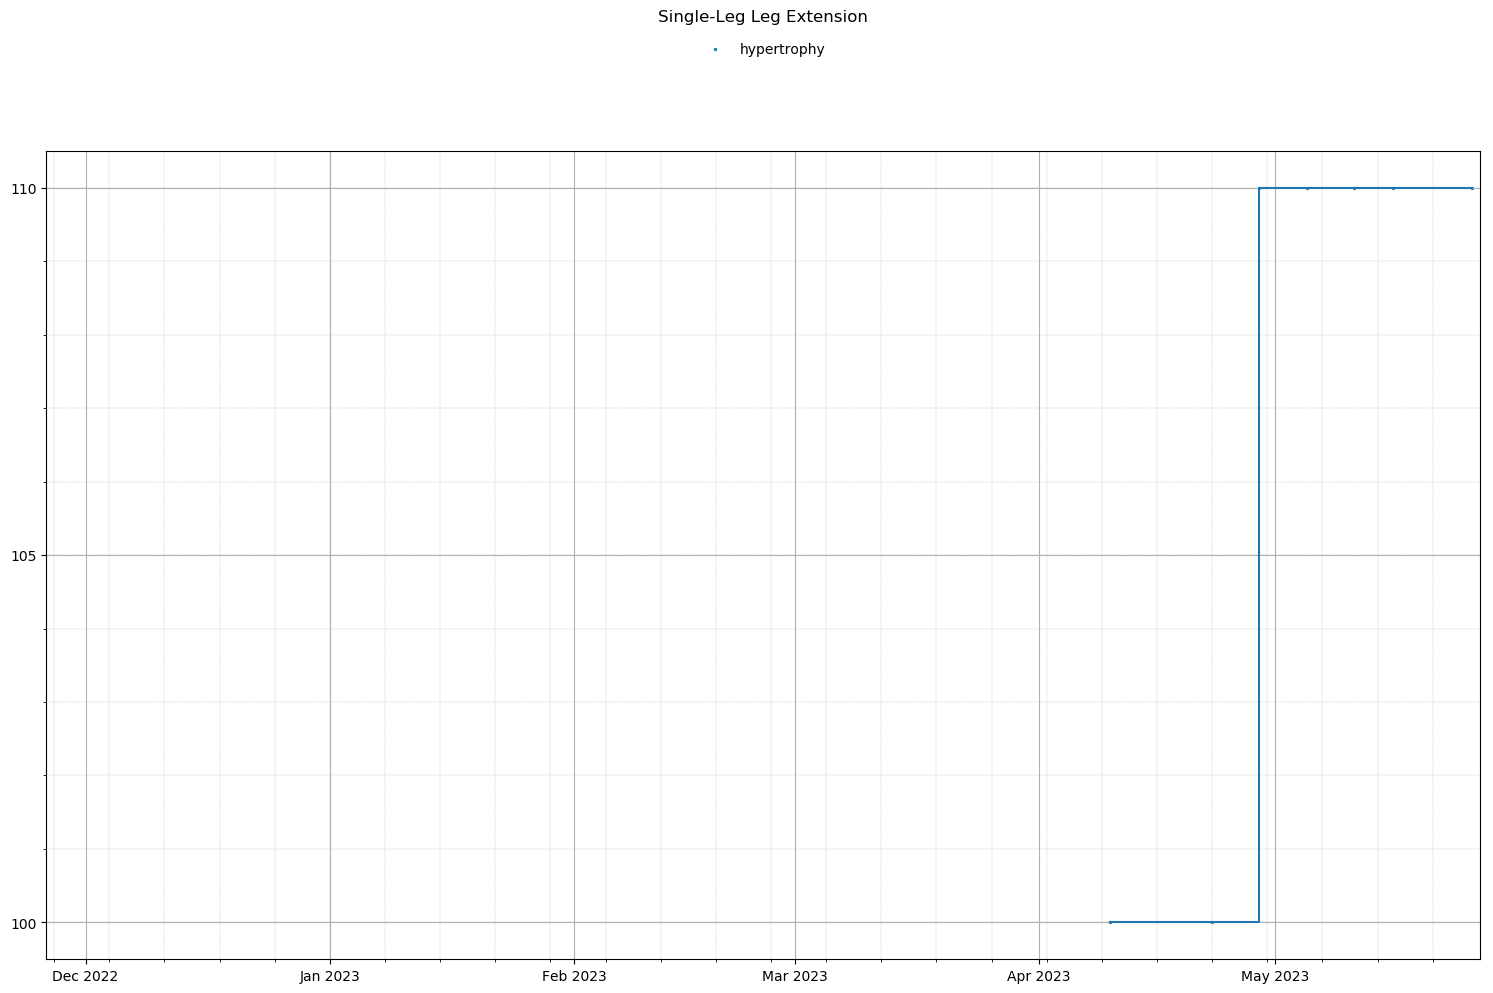 Single-Leg Leg Extension
hypertrophy
110
105
100
Dec 2022
Jan 2023
Feb 2023
Mar 2023
Apr 2023
May 2023